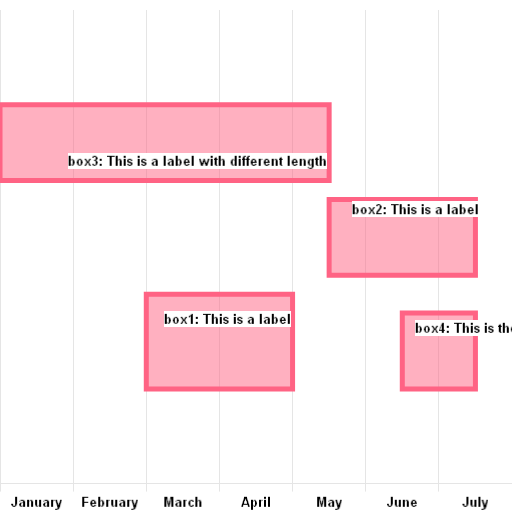 box3: This is a label with different length
box2: This is a label
box1: This is a label
box4: This is the
January February March April May June July